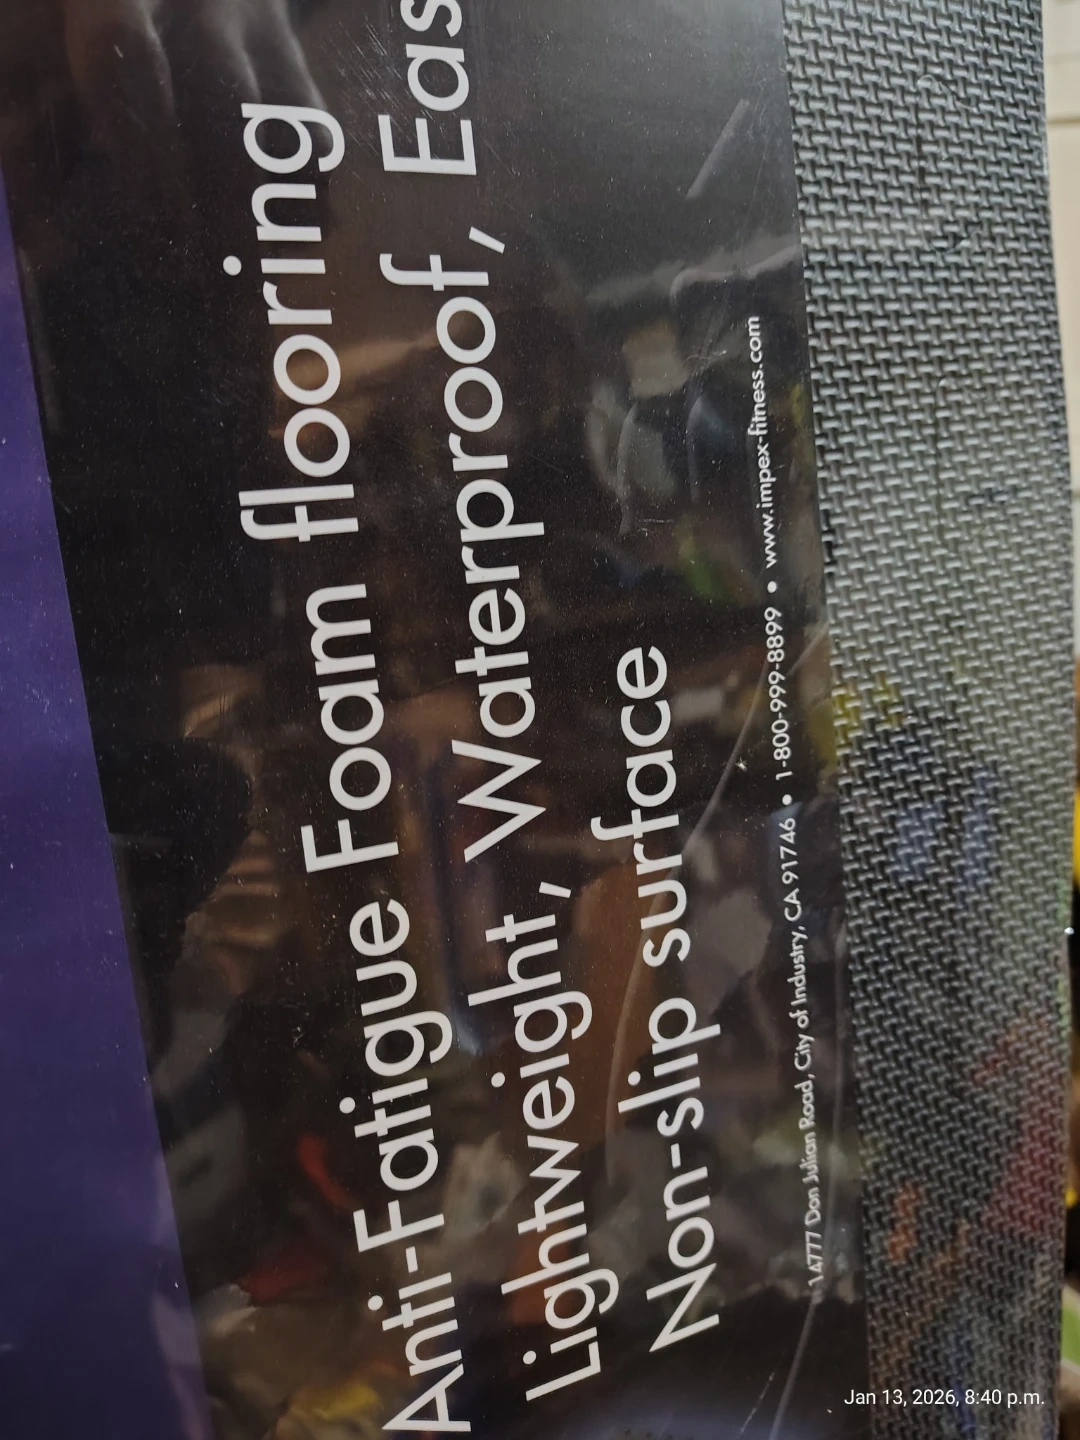 Anti-Fatigue Foam flooring
Lightweight, Waterproof, Eas
Non-slip surface
14777 Don Julian Road, City of Industry, CA 91746 • 1-800-999-8899 • www.impex-fitness.com
Jan 13, 2026, 8:40 p.m.